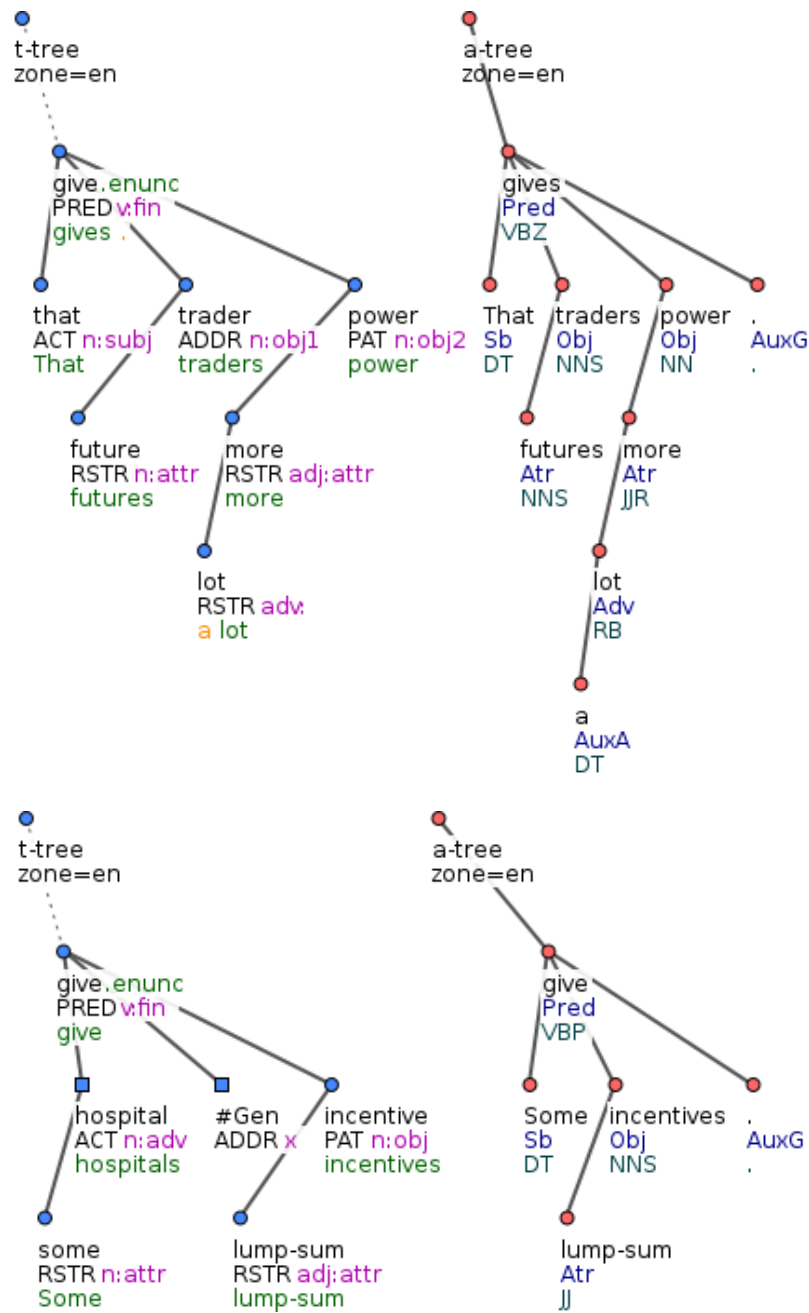 t-tree
zone=en
a-tree
zone=en
give.enunc
PRED v:fin
gives .
gives
Pred
VBZ
that
ACT n:subj
That
trader
ADDR n:obj1
traders
power
PAT n:obj2
power
That
Sb
DT
traders
Obj
NNS
power
Obj
NN
.
AuxG
.
future
RSTR n:attr
futures
more
RSTR adj:attr
more
futures
Atr
NNS
more
Atr
JJR
lot
RSTR adv:
a lot
lot
Adv
RB
a
AuxA
DT
t-tree
zone=en
a-tree
zone=en
give.enunc
PRED v:fin
give
give
Pred
VBP
hospital
ACT n:adv
hospitals
#Gen
ADDR x
incentive
PAT n:obj
incentives
Some
Sb
DT
incentives
Obj
NNS
.
AuxG
.
some
RSTR n:attr
Some
lump-sum
RSTR adj:attr
lump-sum
lump-sum
Atr
JJ